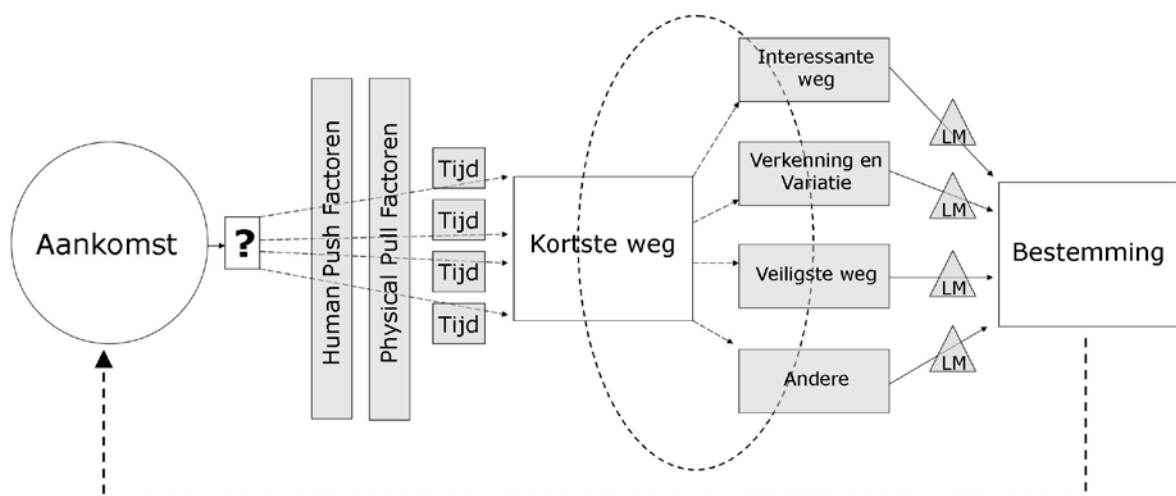 Aankomst
?
Human Push Factoren
Physical Pull Factoren
Tijd
Tijd
Tijd
Tijd
Kortste weg
Interessante
weg
Verkenning en
Variatie
Veiligste weg
Andere
LM
LM
LM
LM
Bestemming